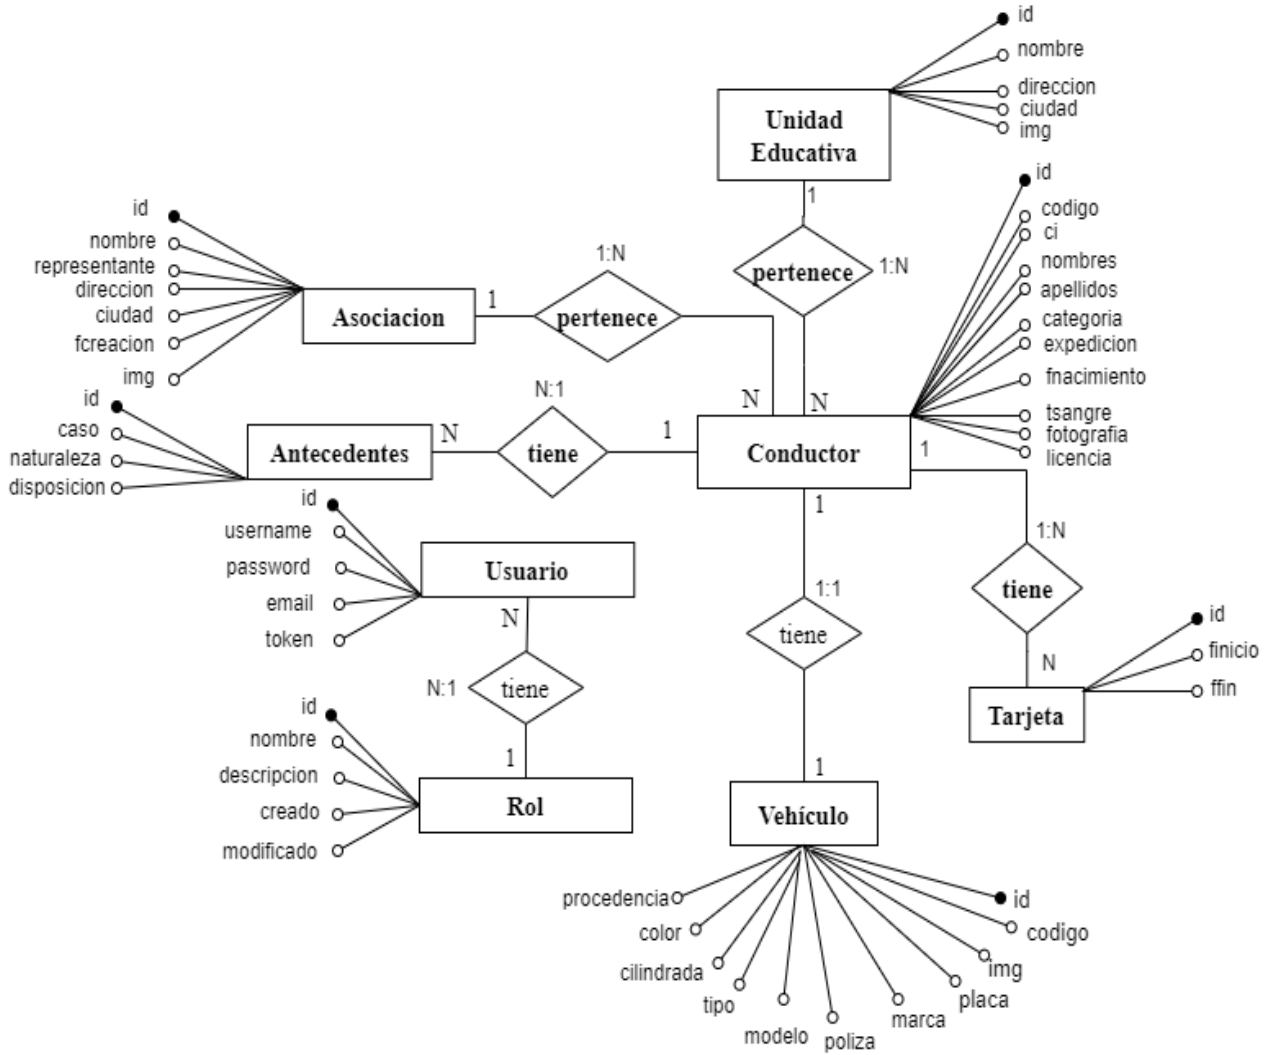 id
nombre
direccion
ciudad
img
Unidad
Educativa
1
pertenece
1:N
N
id
codigo
ci
nombres
apellidos
categoria
expedicion
fnacimiento
tsangre
fotografia
licencia
id
nombre
representante
direccion
ciudad
fcreacion
img
Asociacion
1
1:N
pertenece
N
id
caso
naturaleza
disposicion
Antecedentes
N
N:1
tiene
1
Conductor
1
1
1:N
tiene
N
Tarjeta
id
finicio
ffin
id
username
password
email
token
Usuario
N
N:1
tiene
1
id
nombre
descripcion
creado
modificado
Rol
1:1
tiene
1
Vehículo
procedencia
color
cilindrada
tipo
modelo
poliza
marca
placa
img
codigo
id